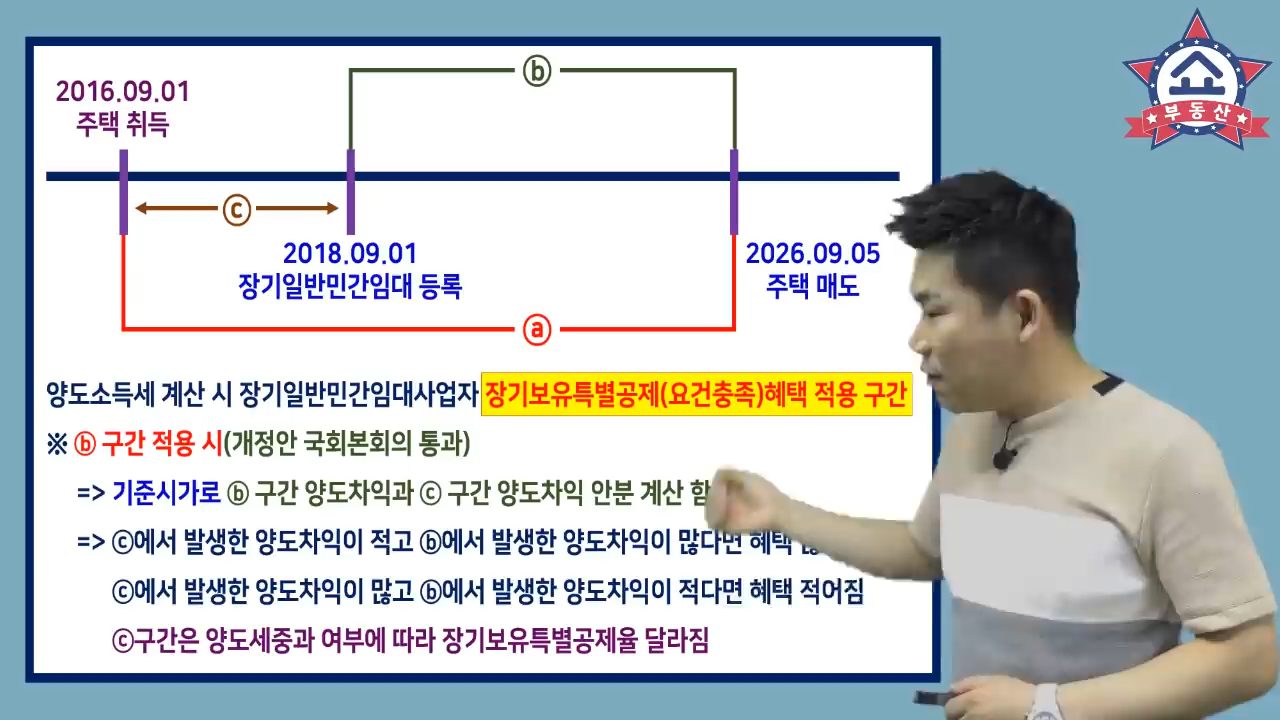 ⓑ
2016.09.01
주택 취득
ⓒ
2018.09.01
장기일반민간임대 등록
2026.09.05
주택 매도
ⓐ
양도소득세 계산 시 장기일반민간임대사업자 장기보유특별공제(요건충족)혜택 적용 구간
※ ⓑ 구간 적용 시(개정안 국회본회의 통과)
=> 기준시가로 ⓑ 구간 양도차익과 ⓒ 구간 양도차익 안분 계산 함
=> ⓒ에서 발생한 양도차익이 적고 ⓑ에서 발생한 양도차익이 많다면 혜택
ⓒ에서 발생한 양도차익이 많고 ⓑ에서 발생한 양도차익이 적다면 혜택 적어짐
ⓒ구간은 양도세중과 여부에 따라 장기보유특별공제율 달라짐
부동산